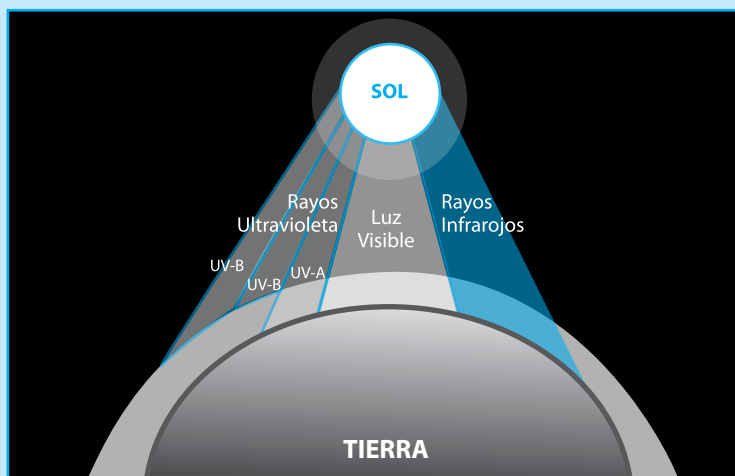 SOL
Rayos
Ultravioleta
Luz
Visible
Rayos
Infrarojos
UV-B
UV-B
UV-A
TIERRA